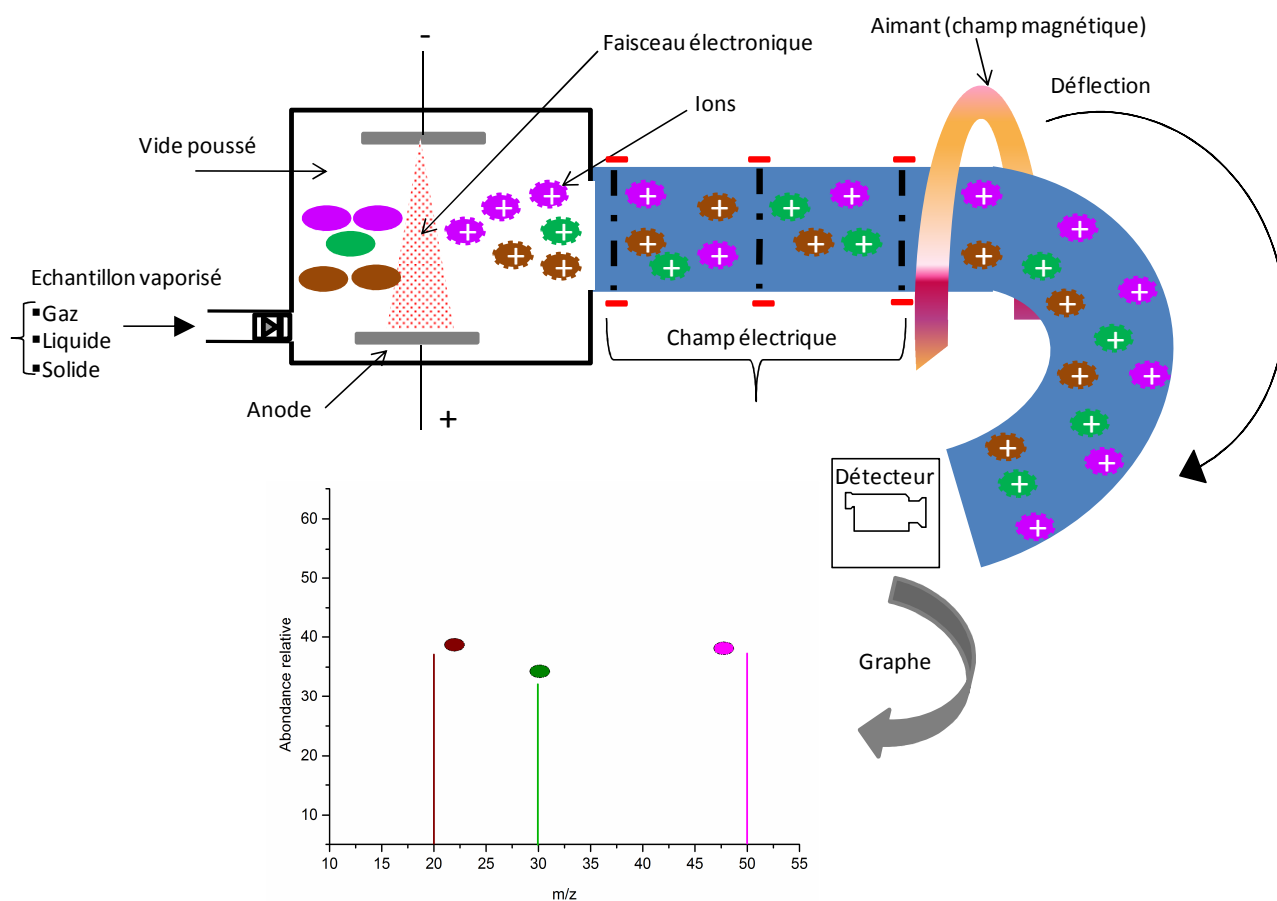 -
Faisceau électronique
Aimant (champ magnétique)
Déflection
Ions
Vide poussé
+ + + + + +
+ + + + + +
+ + + + +
Echantillon vaporisé
▪Gaz
▪Liquide
▪Solide
Champ électrique
Anode
+
+ + + + + + + + + + + + + +
Détecteur
Graphe
Abondance relative
60
50
40
30
20
10
10 15 20 25 30 35 40 45 50 55
m/z